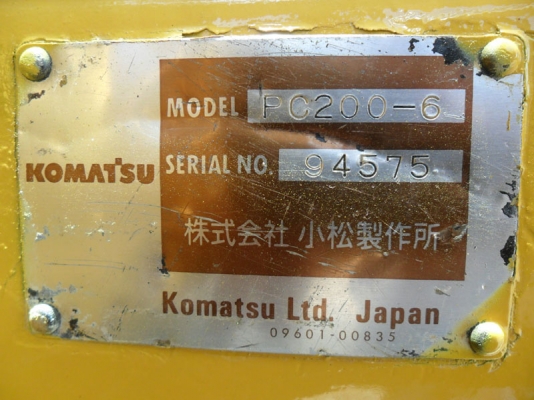 MODEL PC200-6
KOMATSU
SERIAL NO. 94575
株式会社 小松製作所
Komatsu Ltd. Japan
09601-00835